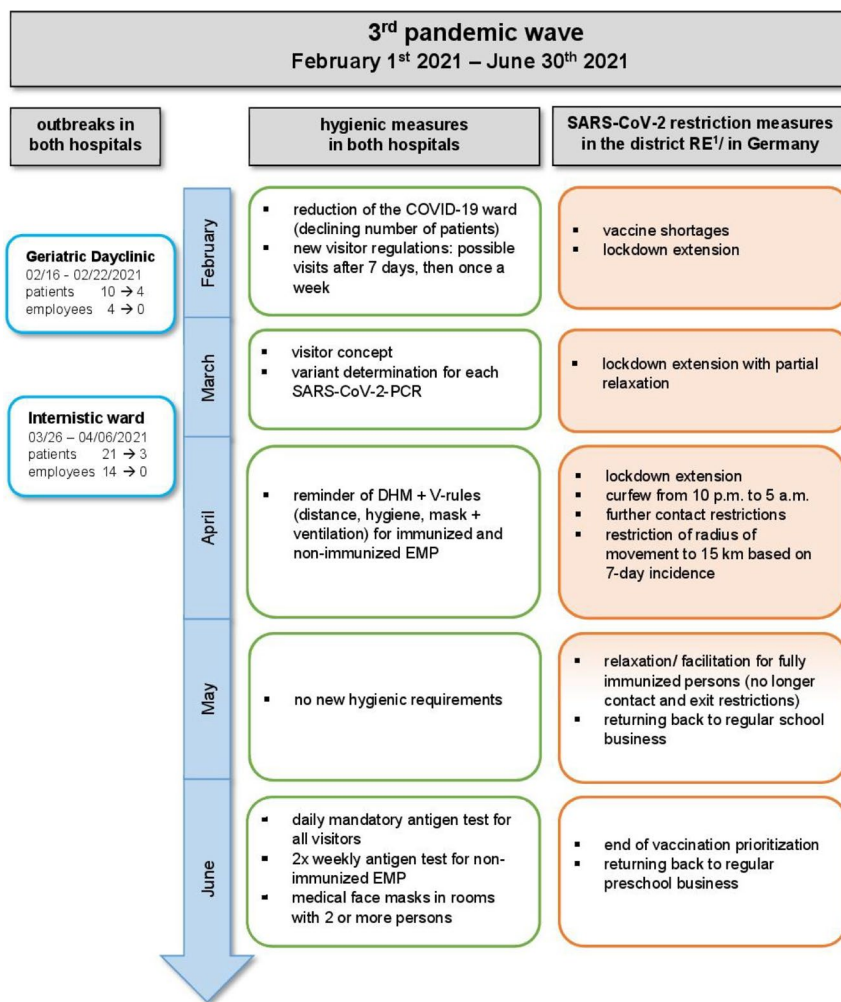 3rd pandemic wave
February 1st 2021 – June 30th 2021
outbreaks in
both hospitals
hygienic measures
in both hospitals
SARS-CoV-2 restriction measures
in the district RE1/ in Germany
February
▪ reduction of the COVID-19 ward
(declining number of patients)
▪ new visitor regulations: possible
visits after 7 days, then once a
week
▪ vaccine shortages
▪ lockdown extension
Geriatric Dayclinic
02/16 - 02/22/2021
patients 10 → 4
employees 4 → 0
March
▪ visitor concept
▪ variant determination for each
SARS-CoV-2-PCR
▪ lockdown extension with partial
relaxation
Internistic ward
03/26 – 04/06/2021
patients 21 → 3
employees 14 → 0
April
▪ reminder of DHM + V-rules
(distance, hygiene, mask +
ventilation) for immunized and
non-immunized EMP
▪ lockdown extension
▪ curfew from 10 p.m. to 5 a.m.
▪ further contact restrictions
▪ restriction of radius of
movement to 15 km based on
7-day incidence
May
▪ no new hygienic requirements
▪ relaxation/ facilitation for fully
immunized persons (no longer
contact and exit restrictions)
▪ returning back to regular school
business
June
▪ daily mandatory antigen test for
all visitors
▪ 2x weekly antigen test for non-
immunized EMP
▪ medical face masks in rooms
with 2 or more persons
▪ end of vaccination prioritization
▪ returning back to regular
preschool business